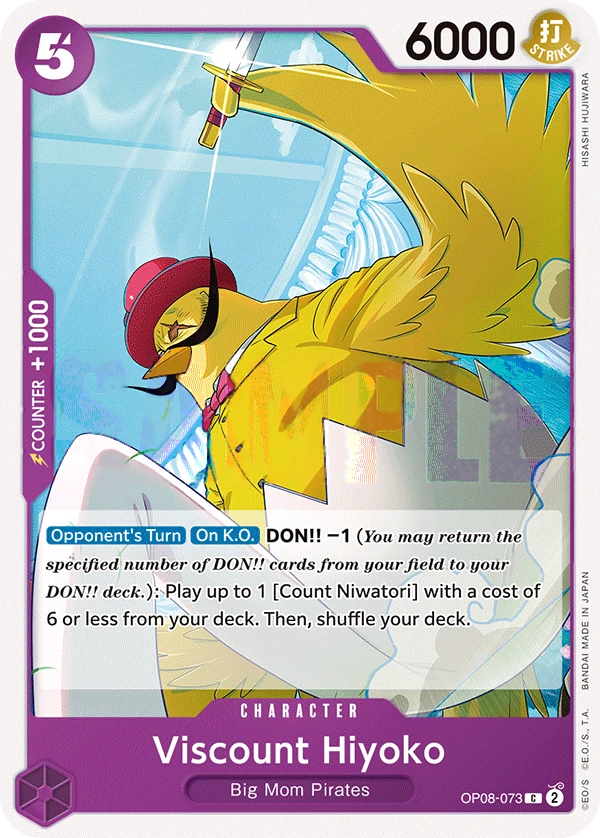 5
6000
打
STRIKE
HISASHI HUJIWARA
COUNTER +1000
SAMPLE
Opponent's Turn On K.O. DON!! −1 (You may return the
specified number of DON!! cards from your field to your
DON!! deck.): Play up to 1 [Count Niwatori] with a cost of
6 or less from your deck. Then, shuffle your deck.
CHARACTER
Viscount Hiyoko
Big Mom Pirates
OP08-073 C 2
©EO/S ©E.O./S., T.A. BANDAI MADE IN JAPAN